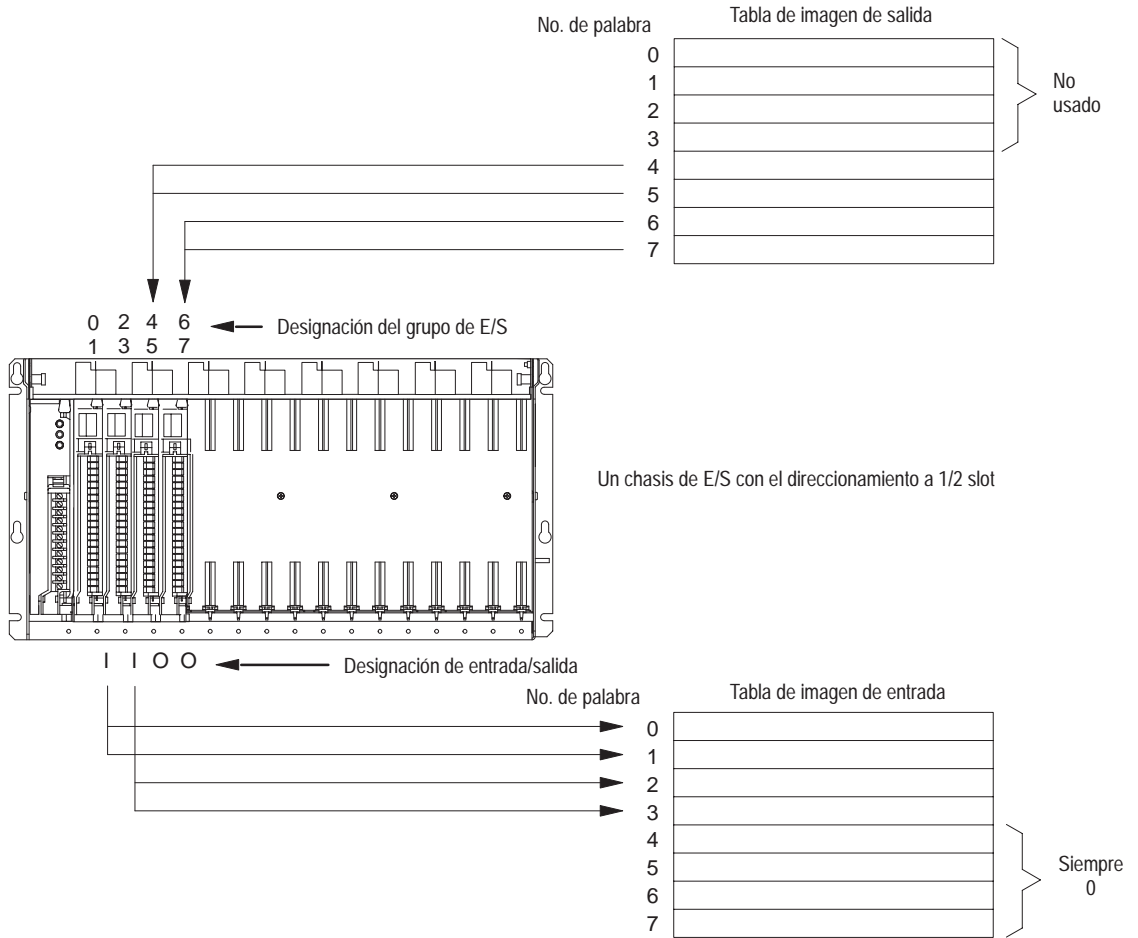 No. de palabra
Tabla de imagen de salida
0
1
2
3
4
5
6
7
No
usado
0 2 4 6
1 3 5 7
Designación del grupo de E/S
Un chasis de E/S con el direccionamiento a 1/2 slot
I I O O
Designación de entrada/salida
No. de palabra
Tabla de imagen de entrada
0
1
2
3
4
5
6
7
Siempre
0